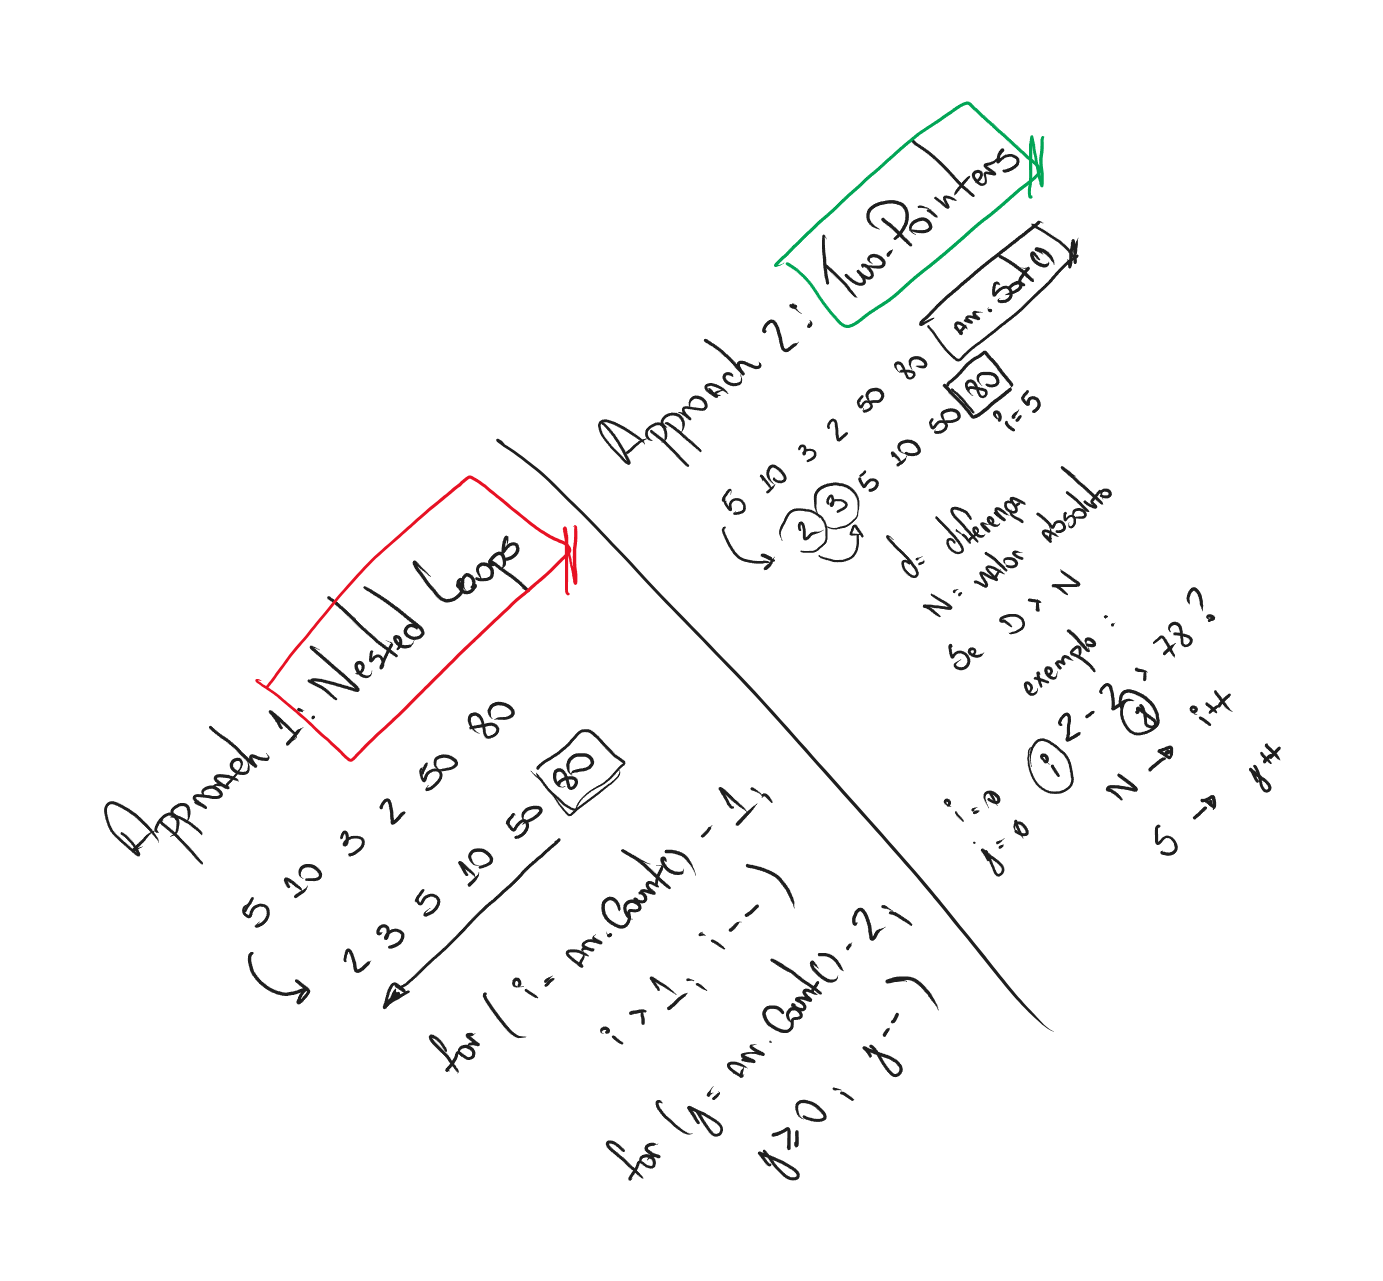 Approach 1: Nested Loops
5 10 3 2 50 80
2 3 5 10 50 80
for (i= arr.Count() - 1;
i > 1; i--)
for (y= arr.Count() - 2;
y>=0; y--)
Approach 2: Two-Pointers
arr.Sort()
5 10 3 2 50 80
2 3 5 10 50 80
i=5
d= diferença
N= valor absoluto
Se D > N
exemplo:
2 - 2 > 78?
i y
i=0
y=0
N → i++
S → y++